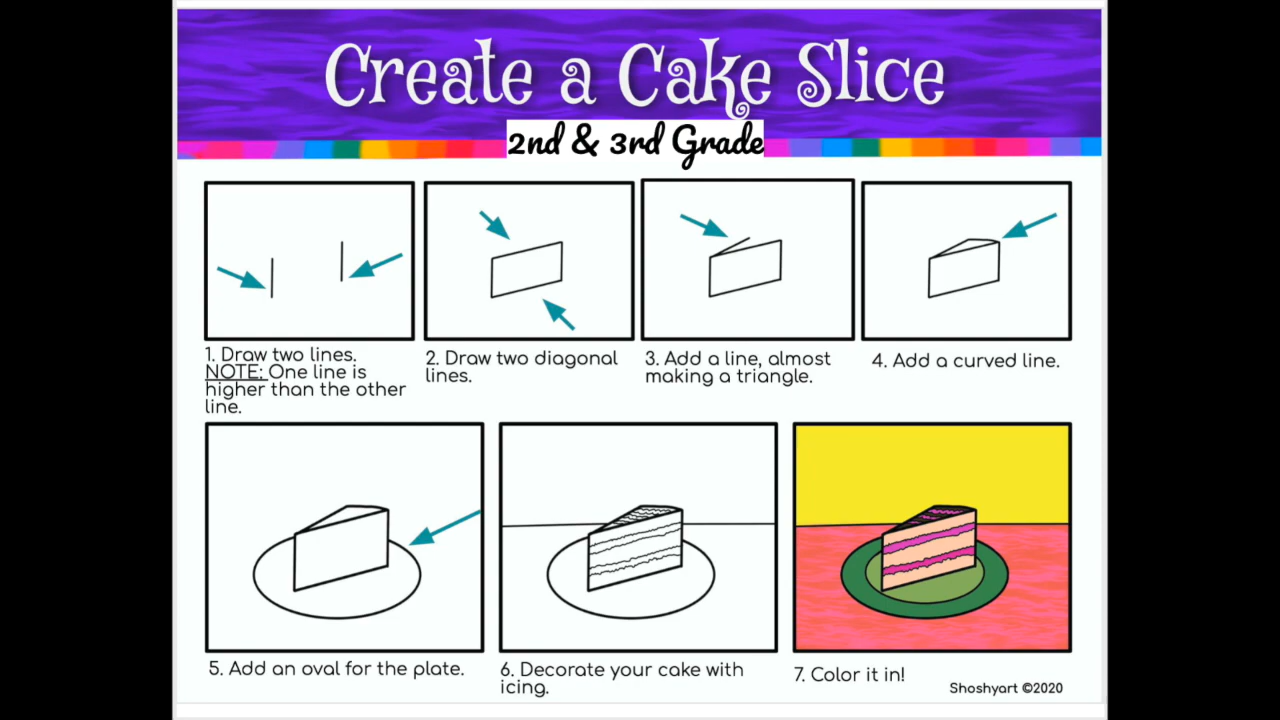 Create a Cake Slice
2nd & 3rd Grade
1. Draw two lines.
NOTE: One line is
higher than the other
line.
2. Draw two diagonal
lines.
3. Add a line, almost
making a triangle.
4. Add a curved line.
5. Add an oval for the plate.
6. Decorate your cake with
icing.
7. Color it in!
Shoshyart ©2020